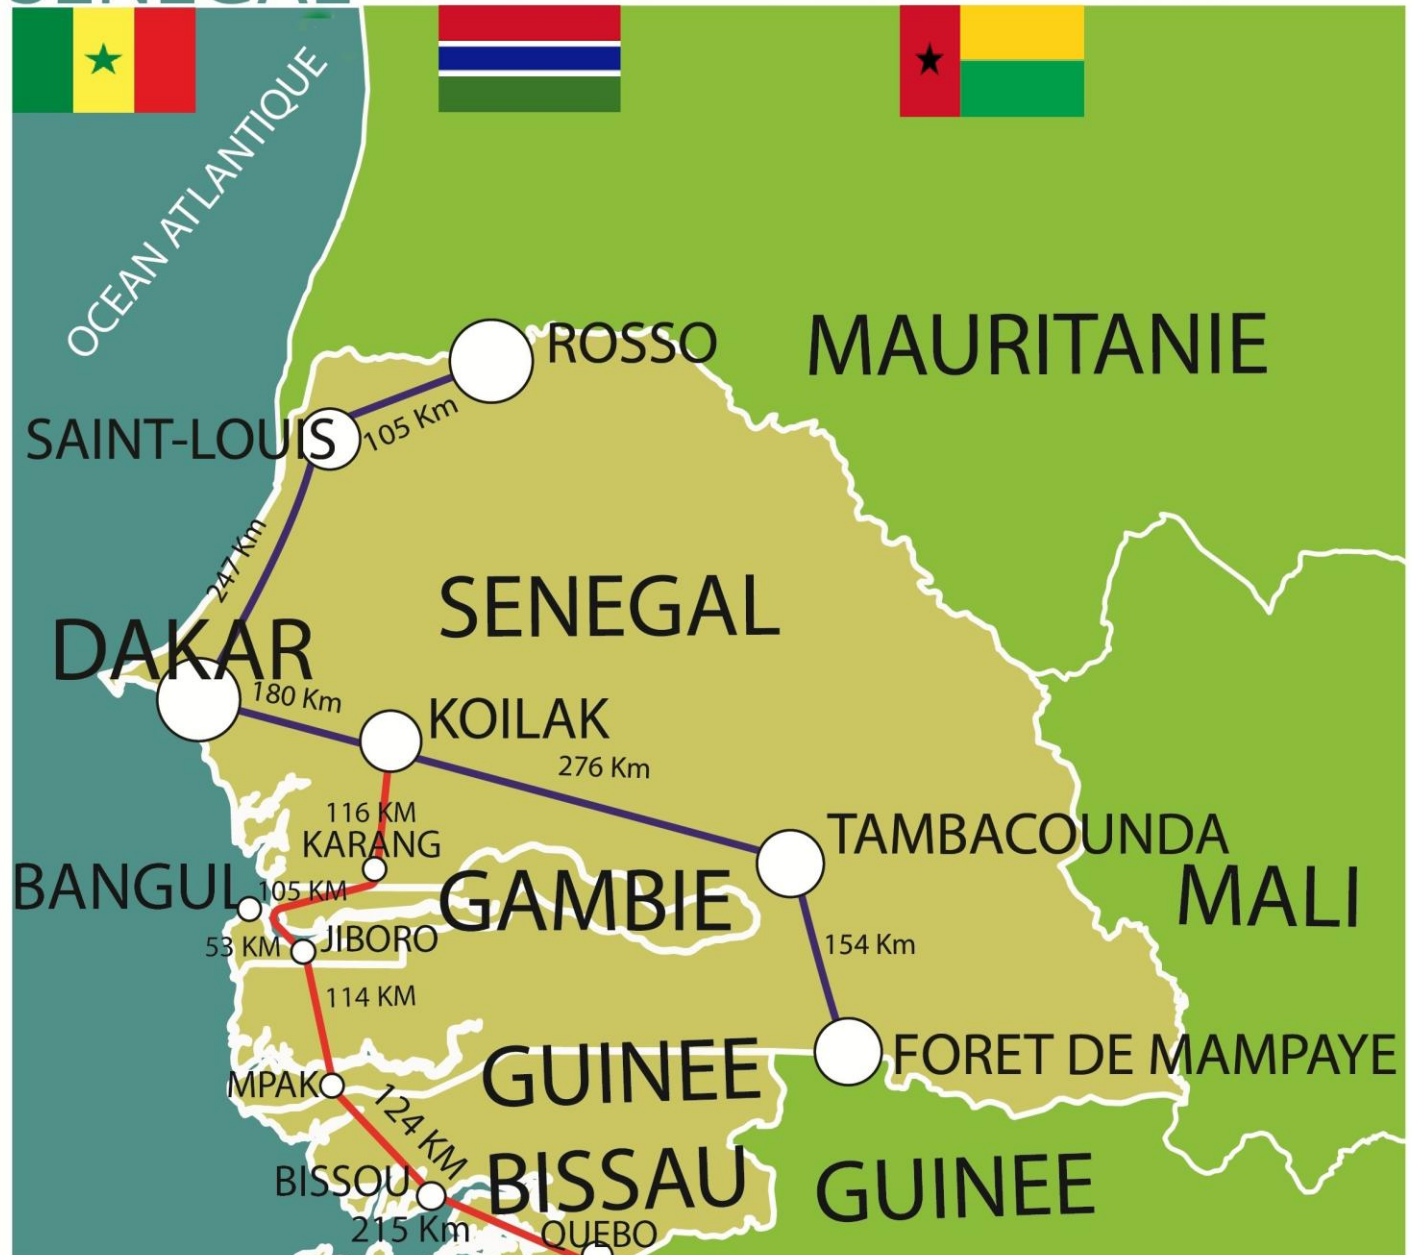 SENEGAL
OCEAN ATLANTIQUE
ROSSO
MAURITANIE
105 Km
SAINT-LOUIS
247 Km
SENEGAL
DAKAR
180 Km
KOILAK
276 Km
116 KM
KARANG
TAMBACOUNDA
BANGUL
105 KM
GAMBIE
MALI
53 KM
JIBORO
154 Km
114 KM
GUINEE
FORET DE MAMPAYE
MPAK
124 KM
BISSAU
BISSOU
GUINEE
215 Km
QUEBO